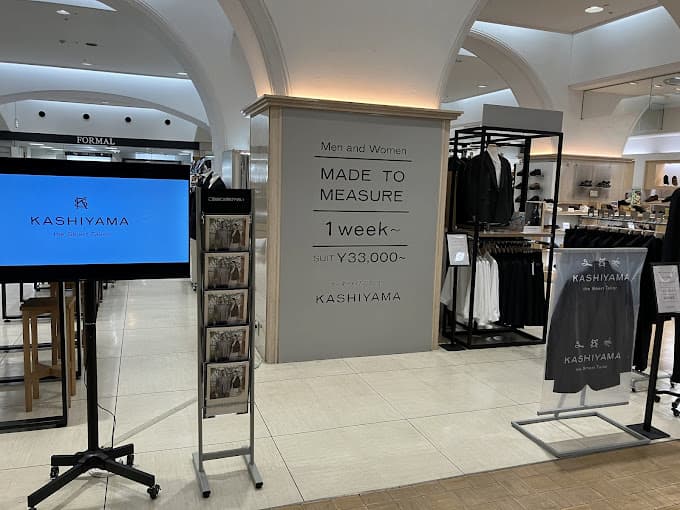 FORMAL
KASHIYAMA
the Smart Tailor
Men and Women
MADE TO
MEASURE
1 week~
SUIT ¥33,000~
KASHIYAMA
KASHIYAMA
the Smart Tailor
KASHIYAMA
the Smart Tailor